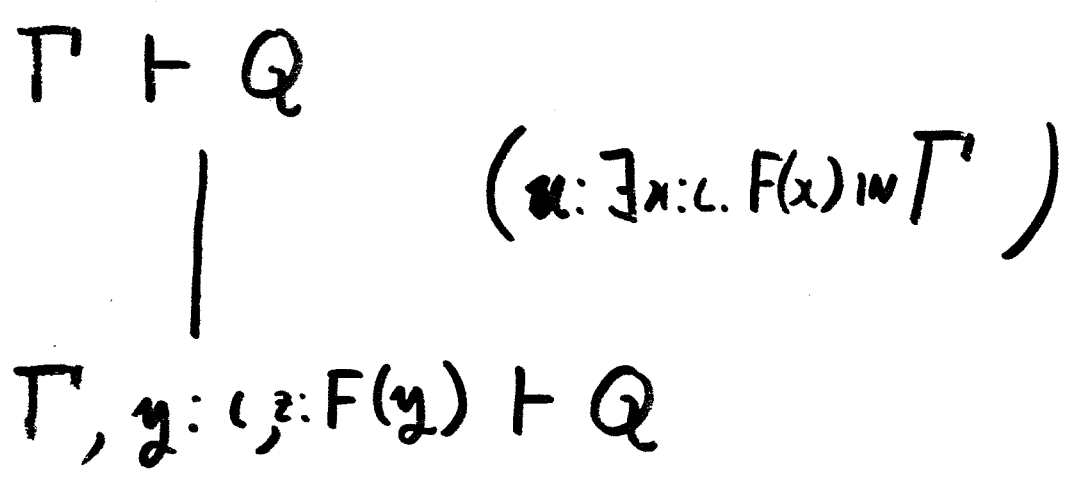 Γ ⊢ Q
(u: ∃x:ι. F(x) IN Γ)
Γ, y: ι, z: F(y) ⊢ Q